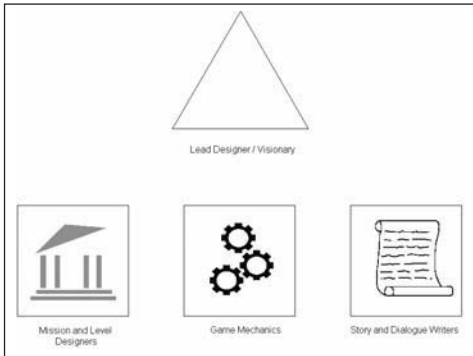 Lead Designer / Visionary
Mission and Level
Designers
Game Mechanics
Story and Dialogue Writers